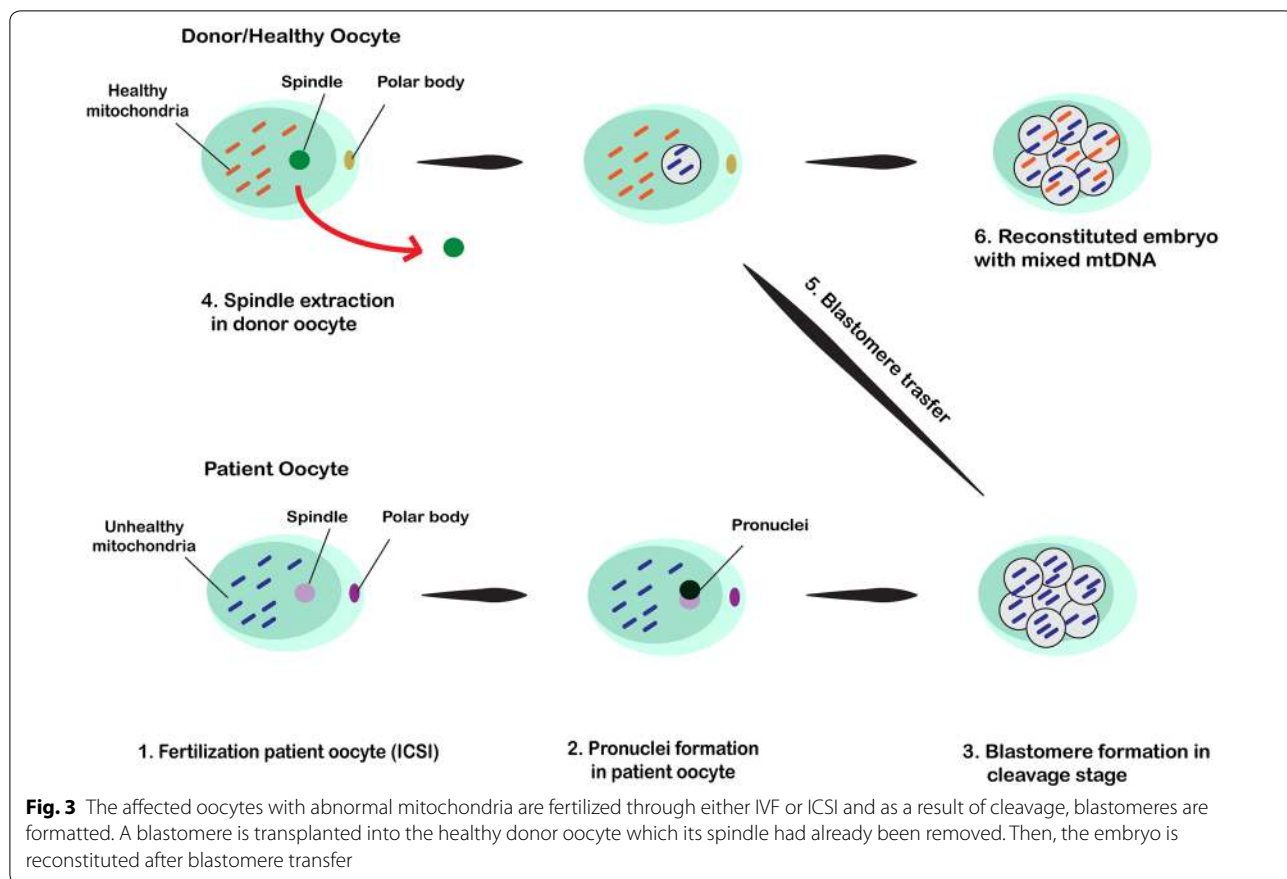 Donor/Healthy Oocyte
Healthy
mitochondria
Spindle
Polar body
4. Spindle extraction
in donor oocyte
6. Reconstituted embryo
with mixed mtDNA
5. Blastomere trasfer
Patient Oocyte
Unhealthy
mitochondria
Spindle
Polar body
Pronuclei
1. Fertilization patient oocyte (ICSI)
2. Pronuclei formation
in patient oocyte
3. Blastomere formation in
cleavage stage
Fig. 3 The affected oocytes with abnormal mitochondria are fertilized through either IVF or ICSI and as a result of cleavage, blastomeres are
formatted. A blastomere is transplanted into the healthy donor oocyte which its spindle had already been removed. Then, the embryo is
reconstituted after blastomere transfer